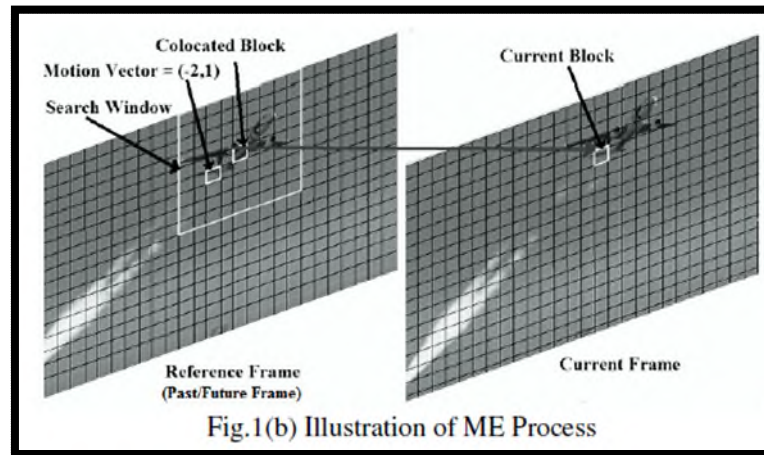 Colocated Block
Motion Vector = (-2,1)
Search Window
Current Block
Reference Frame
(Past/Future Frame)
Current Frame
Fig.1(b) Illustration of ME Process